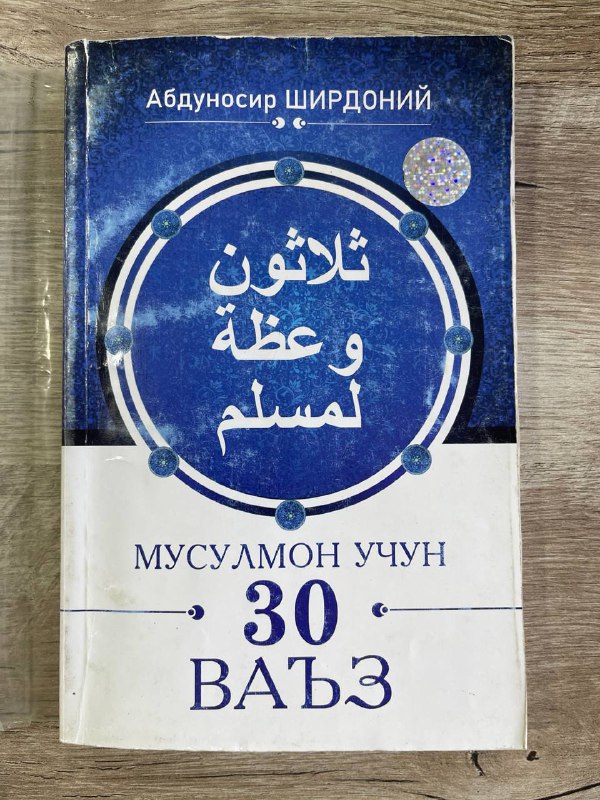 Абдуносир ШИРДОНИЙ
ثلاثون
وعظة
لمسلم
МУСУЛМОН УЧУН
30
ВАЪЗ